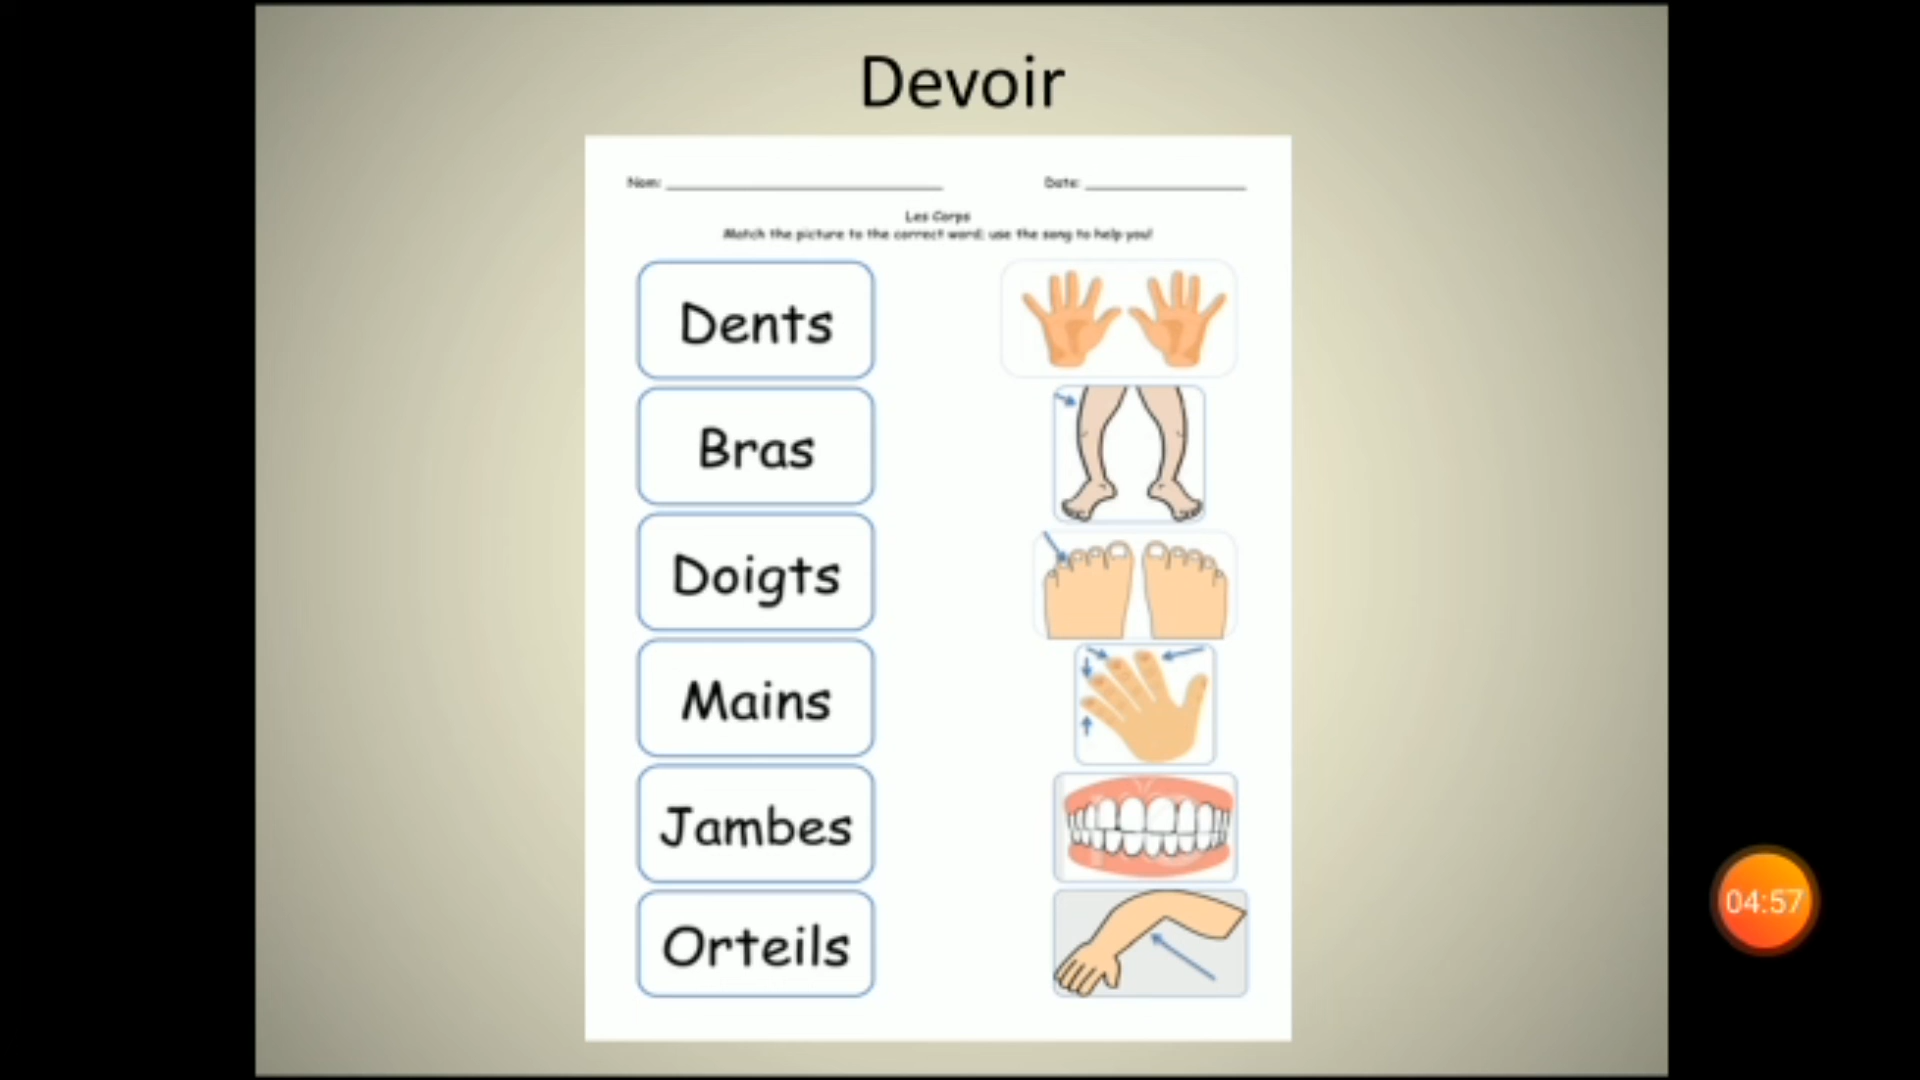 Devoir
Nom:
Date:
Les Corps
Match the picture to the correct word; use the song to help you!
Dents
Bras
Doigts
Mains
Jambes
Orteils
04:57